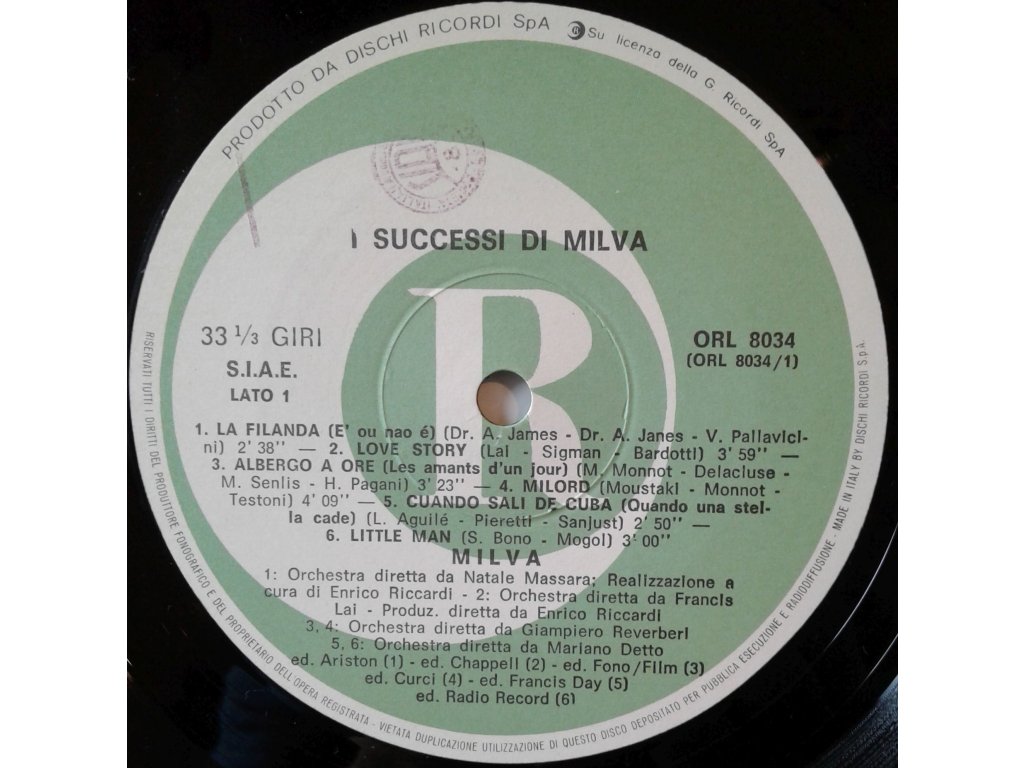 PRODOTTO DA DISCHI RICORDI SpA
R Su licenza della G. Ricordi SpA
I SUCCESSI DI MILVA
R
33 1/3 GIRI
ORL 8034
S.I.A.E.
(ORL 8034/1)
LATO 1
1. LA FILANDA (E' ou nao é) (Dr. A. James - Dr. A. Janes - V. Pallavici-
ni) 2'38'' — 2. LOVE STORY (Lai - Sigman - Bardotti) 3'59'' —
3. ALBERGO A ORE (Les amants d'un jour) (M. Monnot - Delacluse -
M. Senlis - H. Pagani) 3'23'' — 4. MILORD (Moustaki - Monnot -
Testoni) 4'09'' — 5. CUANDO SALI DE CUBA (Quando una stel-
la cade) (L. Aguilé - Pieretti - Sanjust) 2'50'' —
6. LITTLE MAN (S. Bono - Mogol) 3'00''
MILVA
1: Orchestra diretta da Natale Massara; Realizzazione a
cura di Enrico Riccardi - 2: Orchestra diretta da Francis
Lai - Produz. diretta da Enrico Riccardi
3, 4: Orchestra diretta da Giampiero Reverberi
5, 6: Orchestra diretta da Mariano Detto
ed. Ariston (1) - ed. Chappell (2) - ed. Fono/Film (3)
ed. Curci (4) - ed. Francis Day (5)
ed. Radio Record (6)
RISERVATI TUTTI I DIRITTI DEL PRODUTTORE FONOGRAFICO E DEL PROPRIETARIO DELL'OPERA REGISTRATA - VIETATA DUPLICAZIONE UTILIZZAZIONE DI QUESTO DISCO DEPOSITATO PER PUBBLICA ESECUZIONE E RADIODIFFUSIONE - MADE IN ITALY BY DISCHI RICORDI S.p.A.